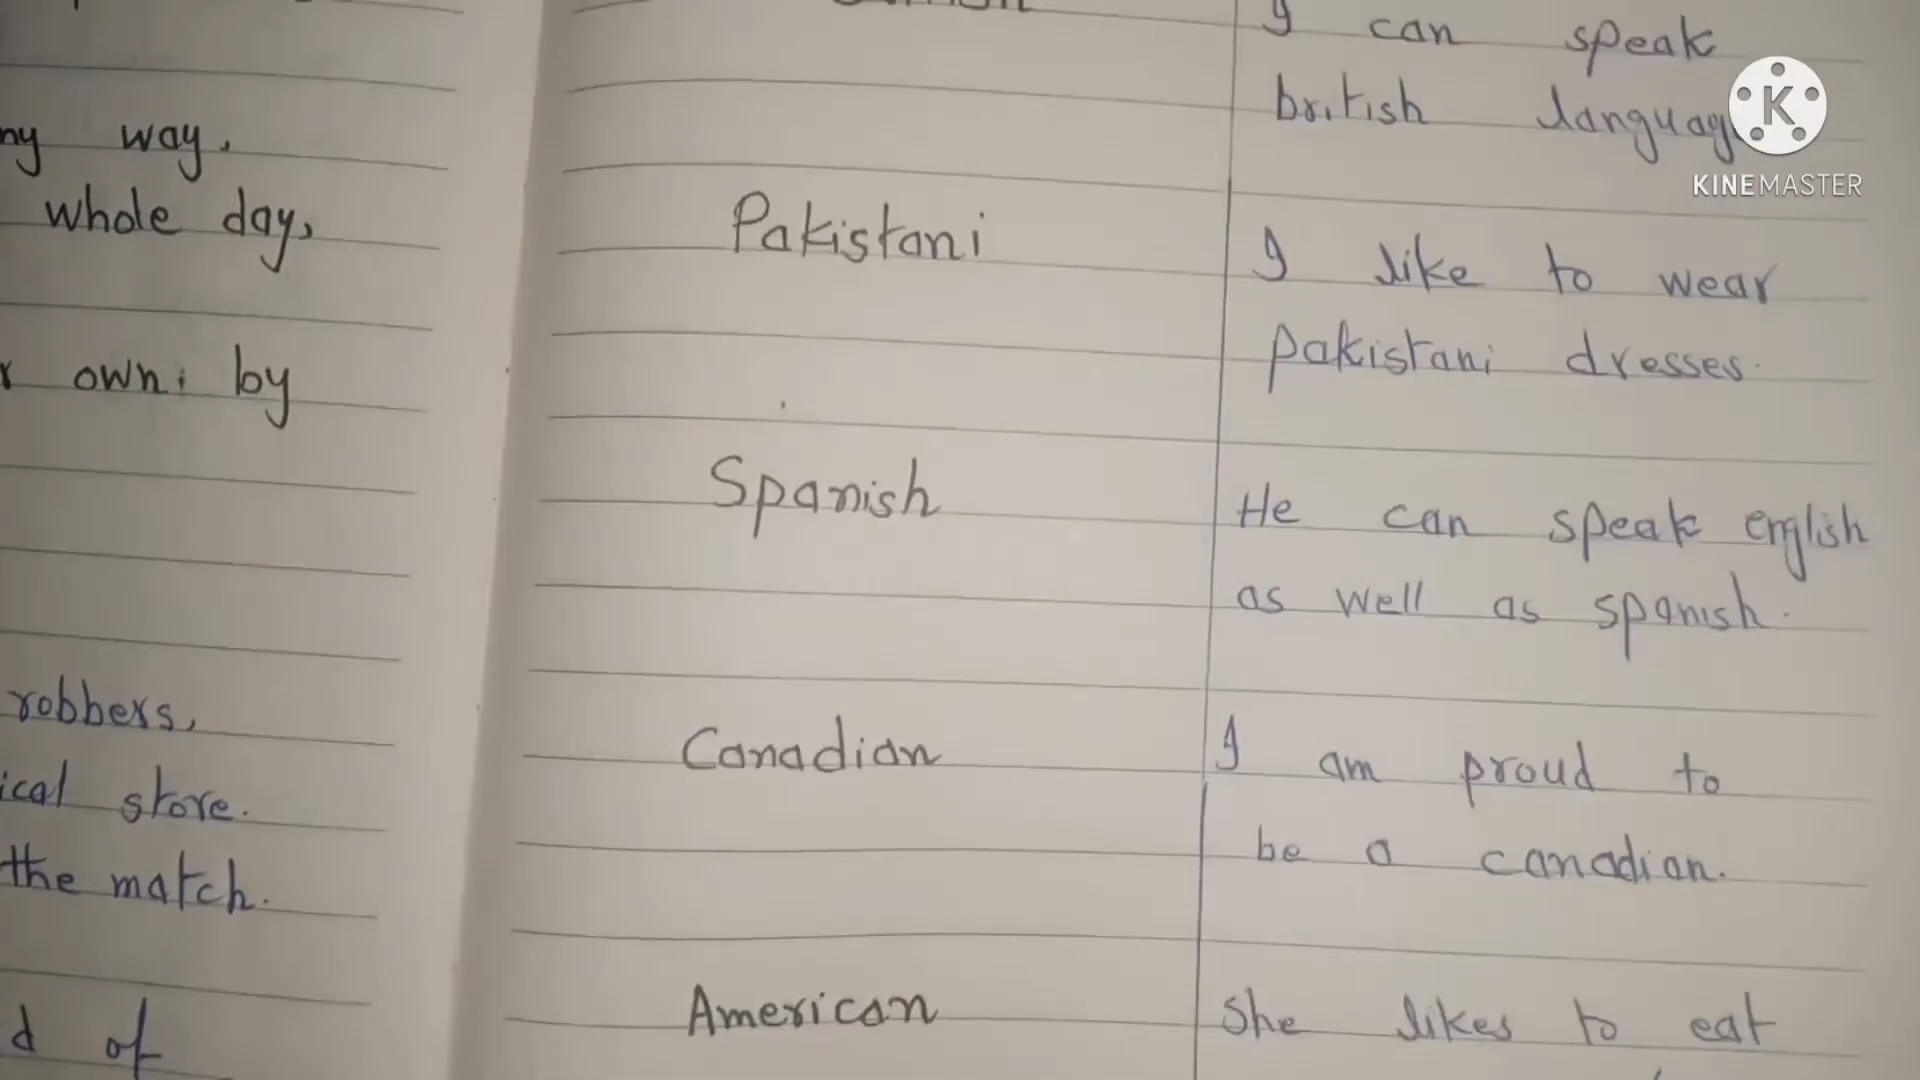 ny way.
whole day,
own; by
robbers,
ical store.
the match.
d of
I can speak
british language
Pakistani
I like to wear
pakistani dresses.
Spanish
He can speak english
as well as spanish.
Canadian
I am proud to
be a canadian.
American
She likes to eat
KINEMASTER